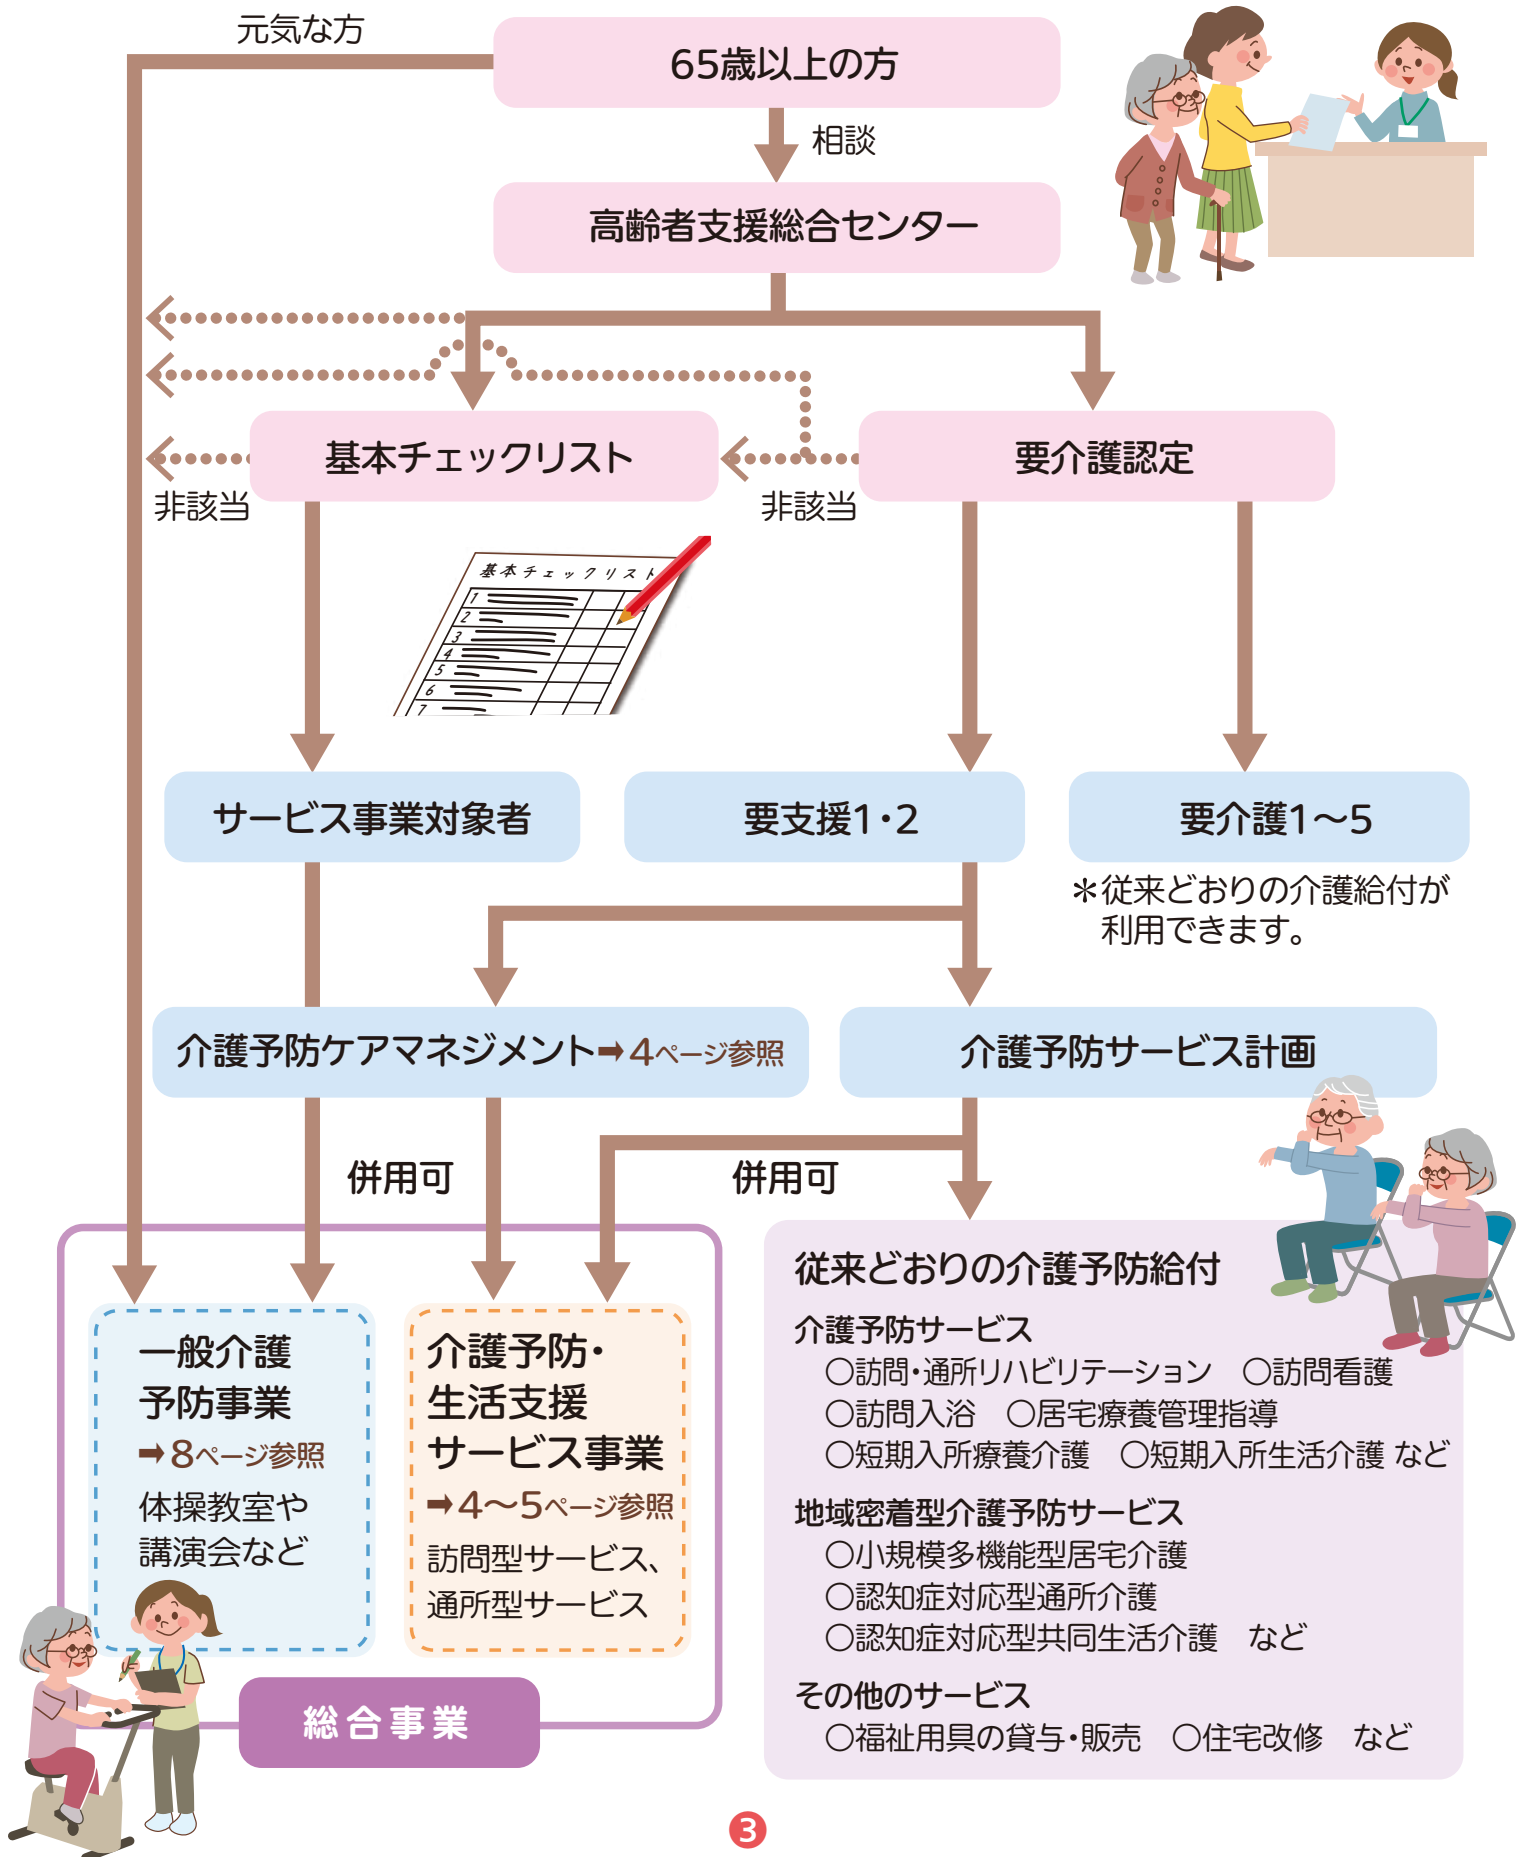 元気な方
65歳以上の方
相談
高齢者支援総合センター
基本チェックリスト
要介護認定
非該当
非該当
基本チェックリスト
1
2
3
4
5
6
7
サービス事業対象者
要支援1・2
要介護1～5
＊従来どおりの介護給付が
利用できます。
介護予防ケアマネジメント➡4ページ参照
介護予防サービス計画
併用可
併用可
一般介護
予防事業
➡8ページ参照
体操教室や
講演会など
介護予防・
生活支援
サービス事業
➡4～5ページ参照
訪問型サービス、
通所型サービス
総合事業
従来どおりの介護予防給付
介護予防サービス
○訪問・通所リハビリテーション　○訪問看護
○訪問入浴　○居宅療養管理指導
○短期入所療養介護　○短期入所生活介護 など
地域密着型介護予防サービス
○小規模多機能型居宅介護
○認知症対応型通所介護
○認知症対応型共同生活介護　など
その他のサービス
○福祉用具の貸与・販売　○住宅改修　など
3